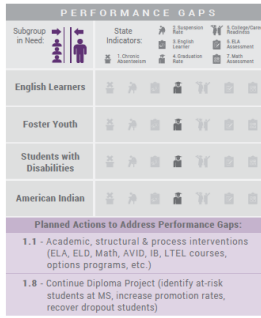 PERFORMANCE GAPS
Subgroup
in Need:
State
Indicators:
1. Chronic
Absenteeism
2. Suspension
Rate
3. English
Learner
4. Graduation
Rate
5. College/Career
Readiness
6. ELA
Assessment
7. Math
Assessment
English Learners
Foster Youth
Students with
Disabilities
American Indian
Planned Actions to Address Performance Gaps:
1.1 - Academic, structural & process interventions
(ELA, ELD, Math, AVID, IB, LTEL courses,
options programs, etc.)
1.8 - Continue Diploma Project (identify at-risk
students at MS, increase promotion rates,
recover dropout students)